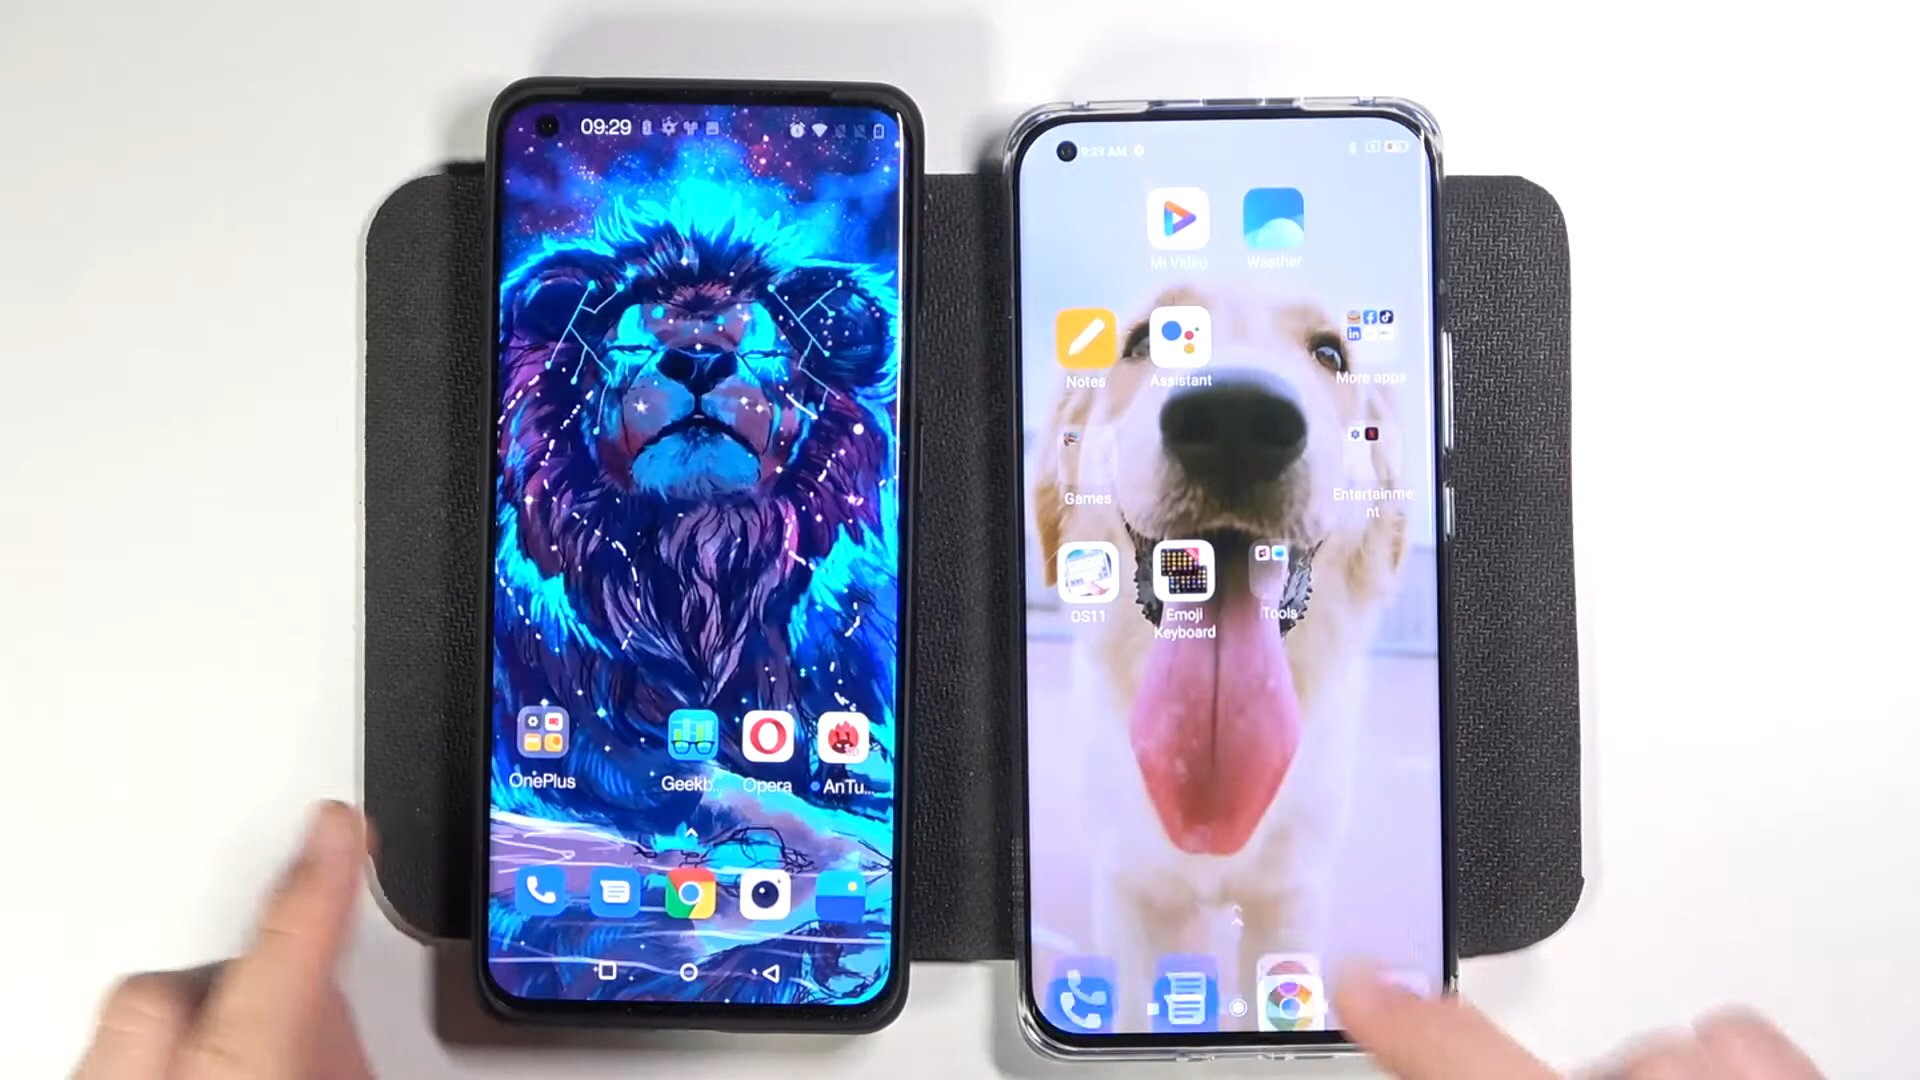 09:29
OnePlus
Geekb...
Opera
AnTu...
9:29 AM
Mi Video
Weather
Notes
Assistant
More apps
Games
Entertainme
nt
OS11
Emoji
Keyboard
Tools